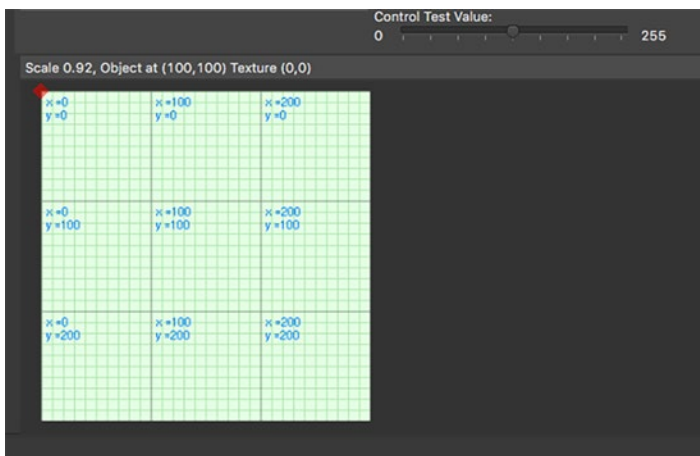 Control Test Value:
0 255
Scale 0.92, Object at (100,100) Texture (0,0)
x =0 x =100 x =200
y =0 y =0 y =0
x =0 x =100 x =200
y =100 y =100 y =100
x =0 x =100 x =200
y =200 y =200 y =200